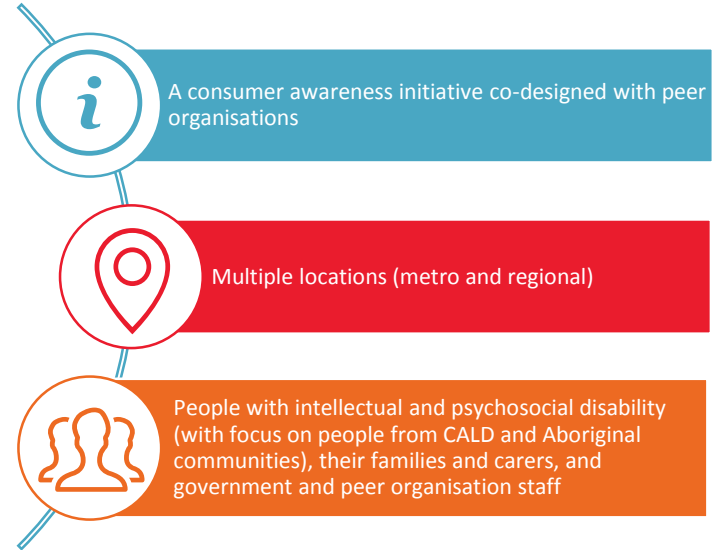 i
A consumer awareness initiative co-designed with peer
organisations
Multiple locations (metro and regional)
People with intellectual and psychosocial disability
(with focus on people from CALD and Aboriginal
communities), their families and carers, and
government and peer organisation staff